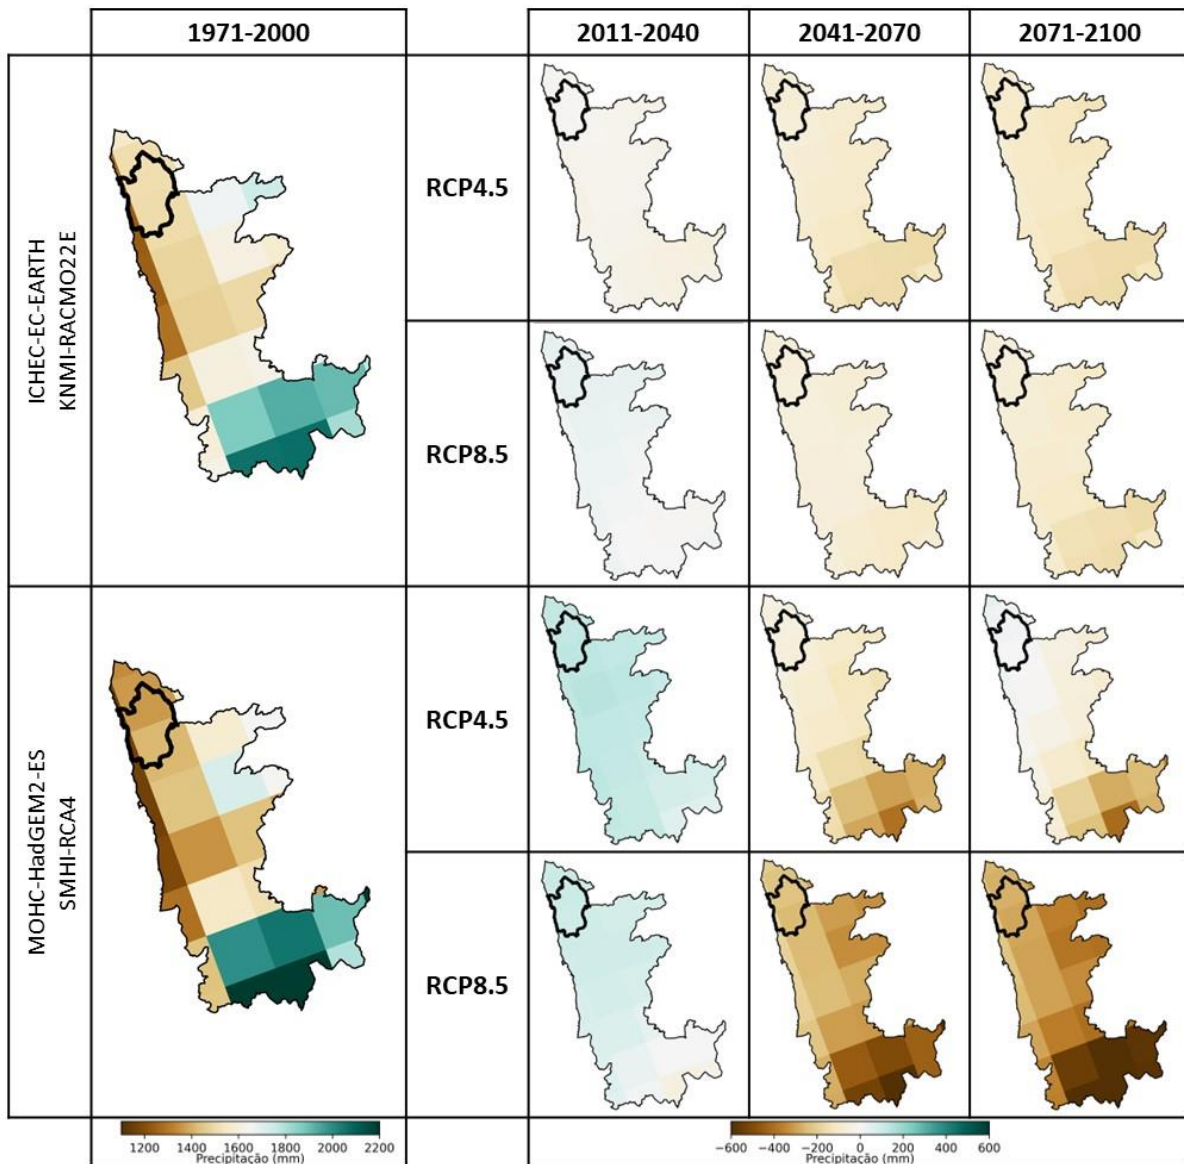 1971-2000
2011-2040
2041-2070
2071-2100
ICHEC-EC-EARTH
KNMI-RACMO22E
RCP4.5
RCP8.5
MOHC-HadGEM2-ES
SMHI-RCA4
RCP4.5
RCP8.5
1200 1400 1600 1800 2000 2200
Precipitação (mm)
−600 −400 −200 0 200 400 600
Precipitação (mm)